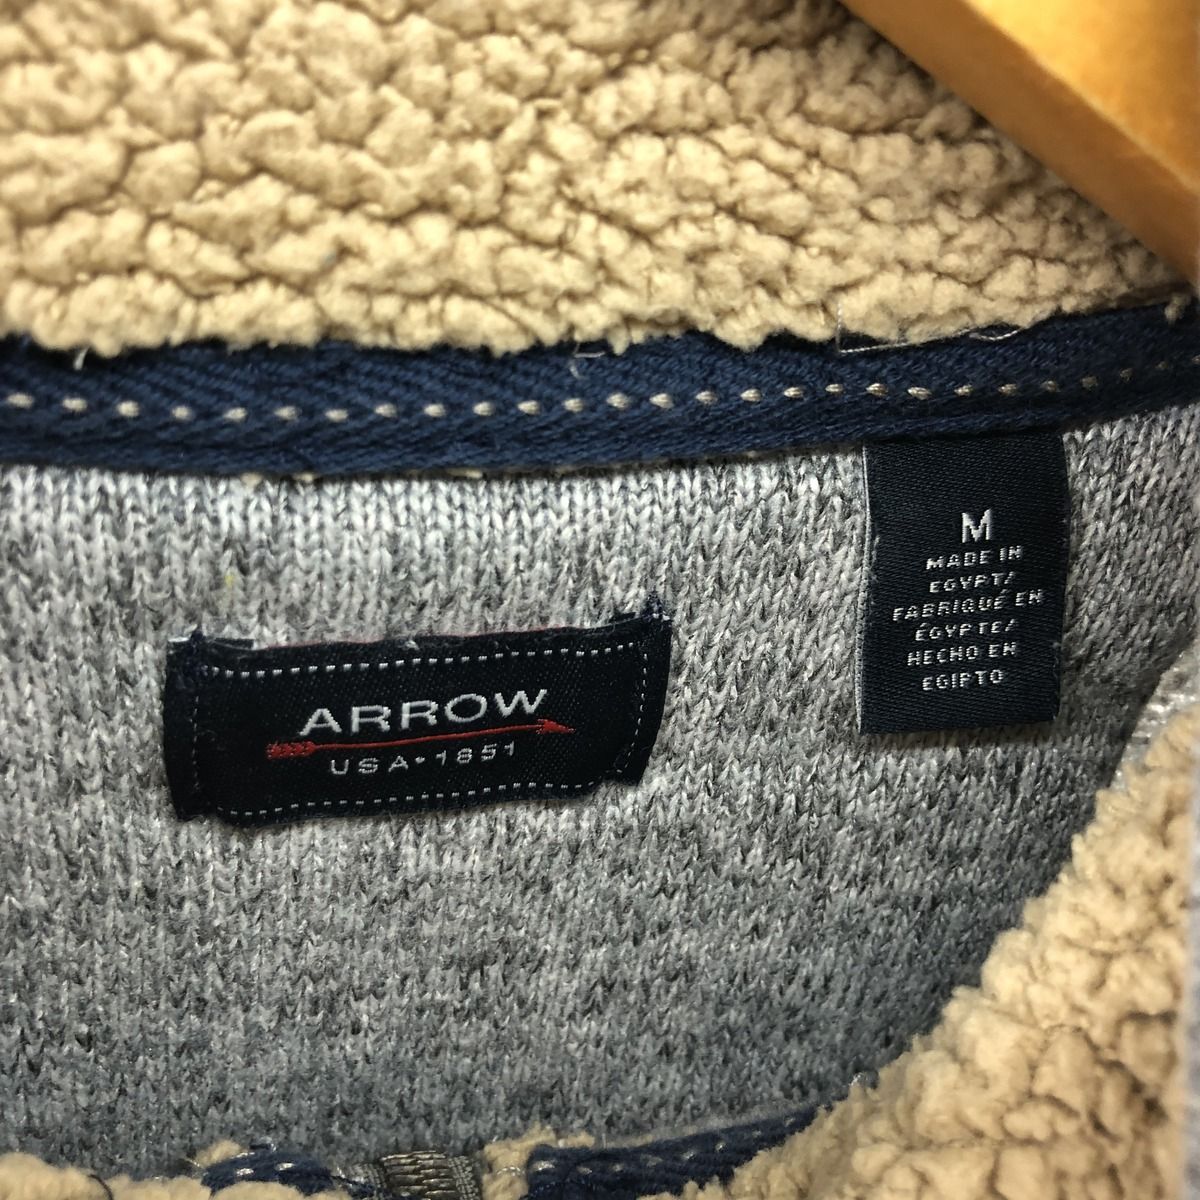 ARROW
USA•1851
M
MADE IN
EGYPT/
FABRIQUÉ EN
ÉGYPTE/
HECHO EN
EGIPTO